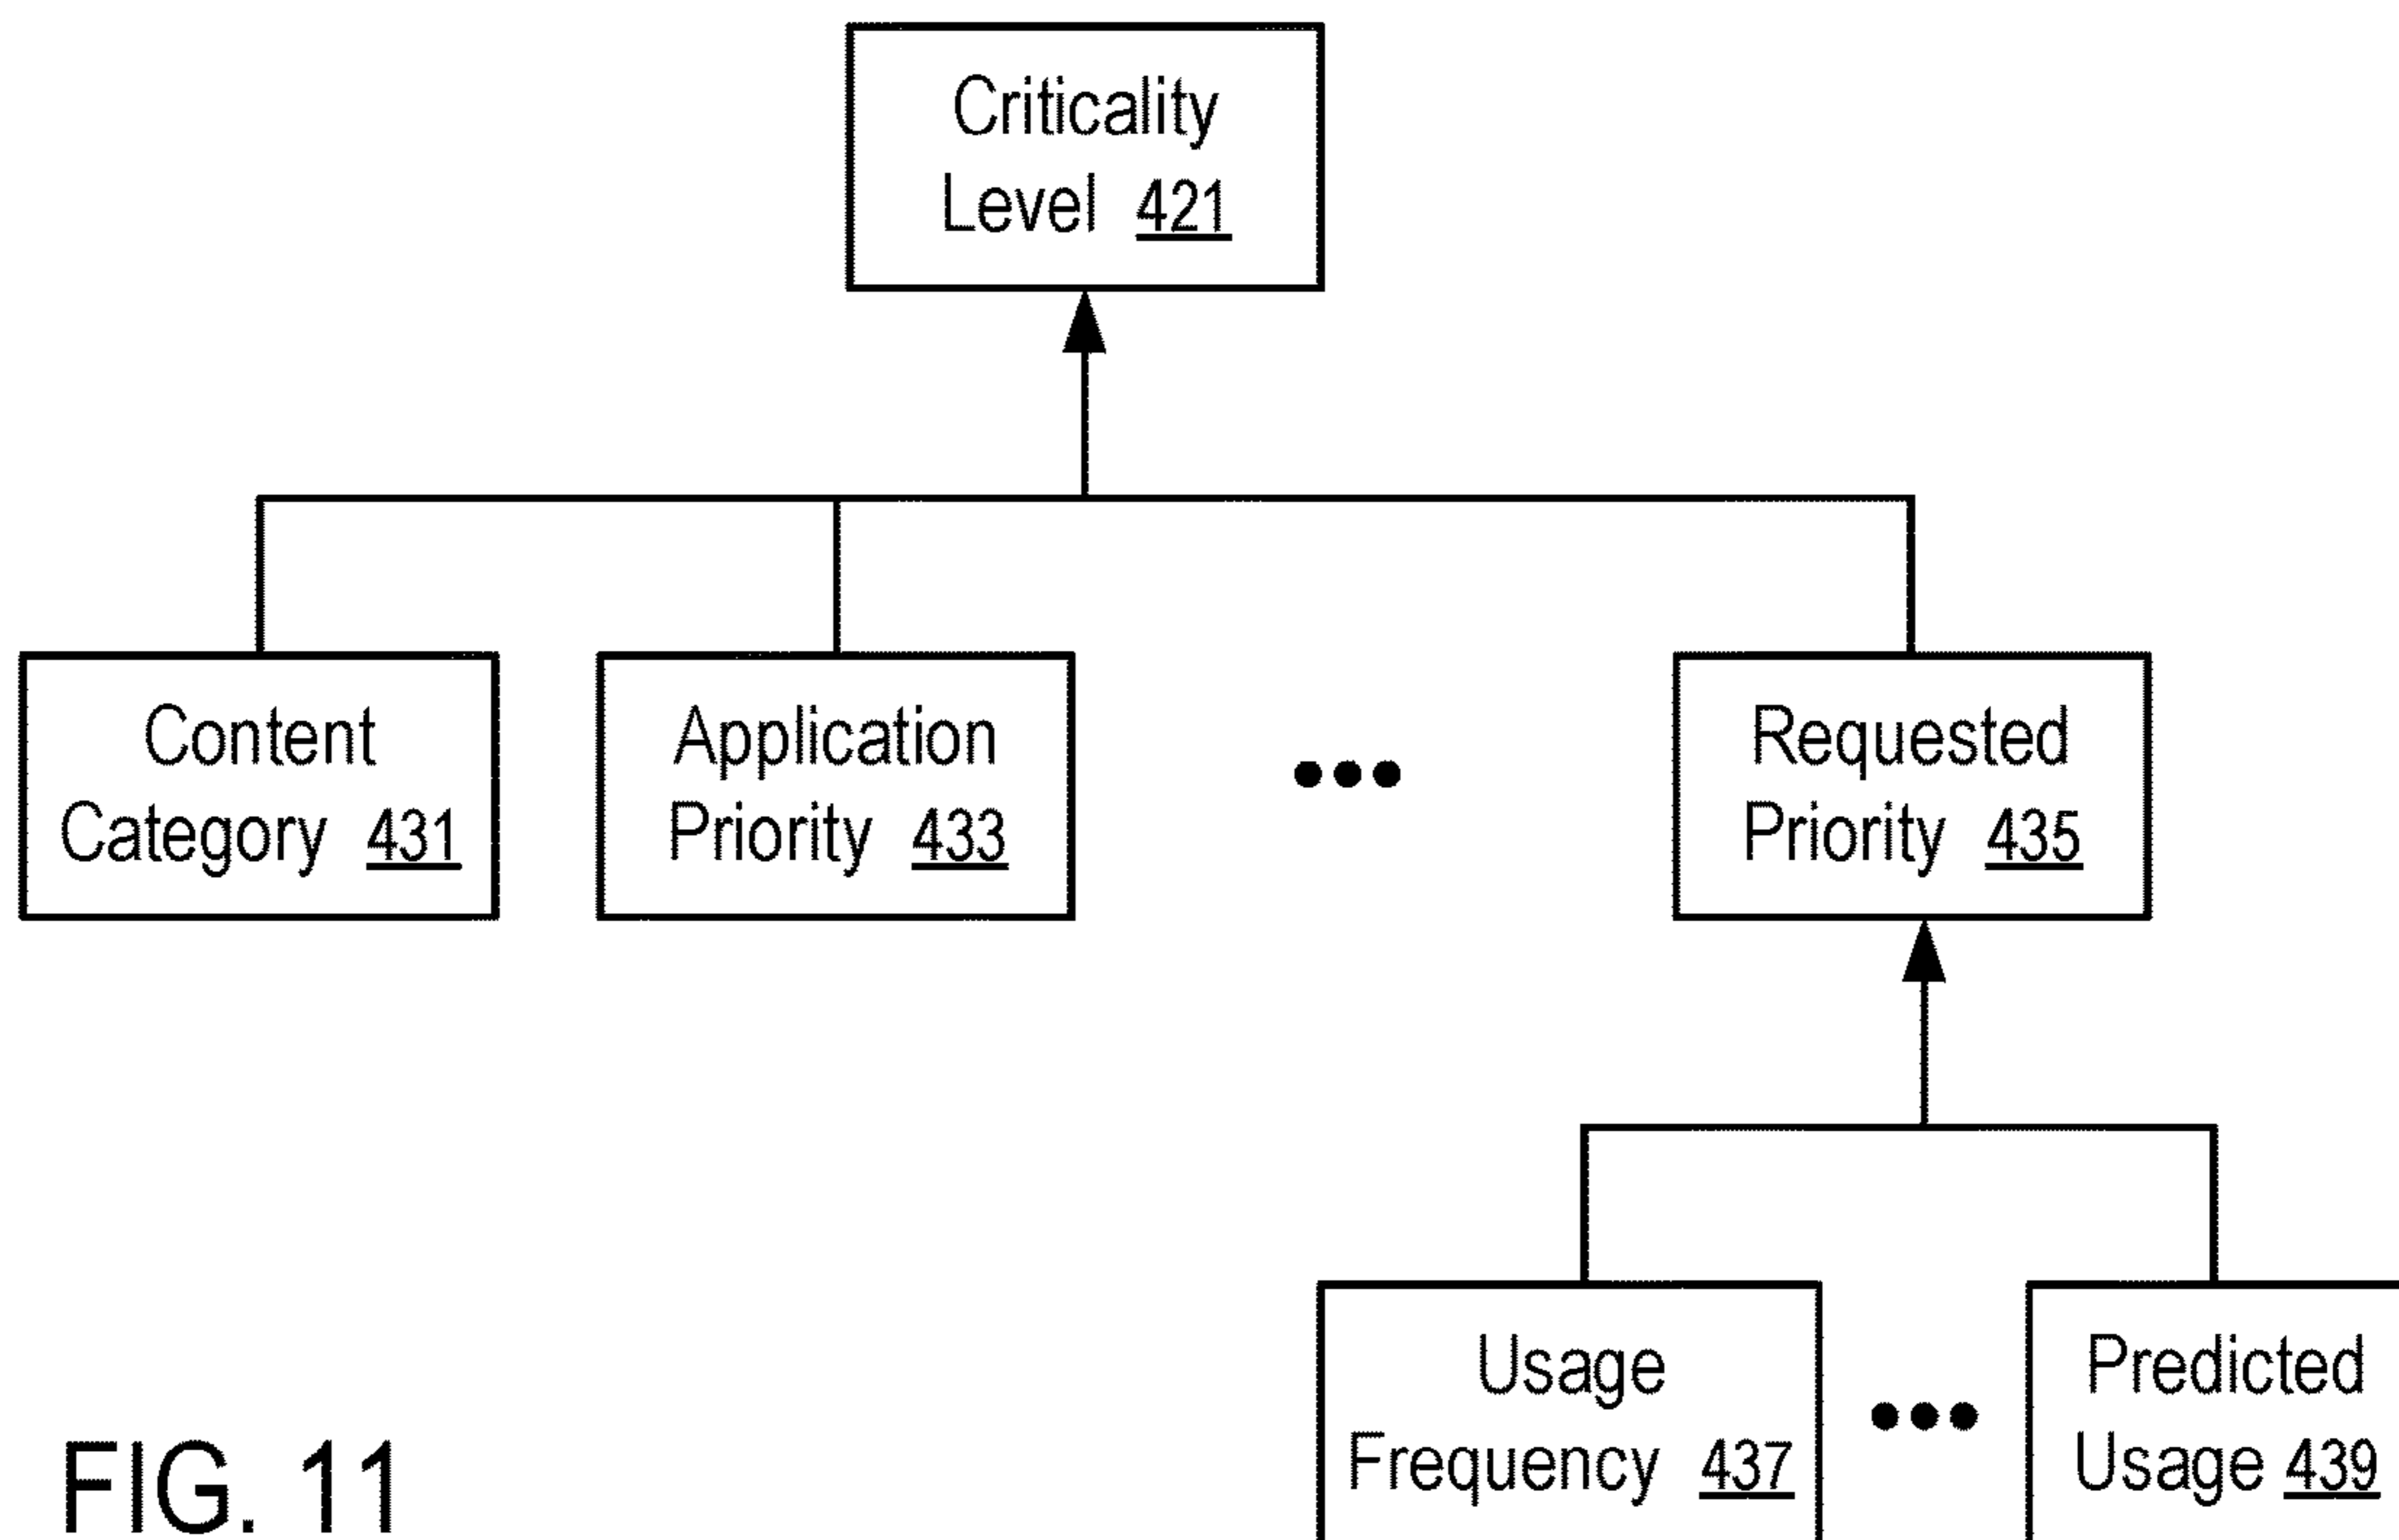 Criticality
Level 421
Content
Category 431
Application
Priority 433
Requested
Priority 435
Usage
Frequency 437
Predicted
Usage 439
FIG. 11